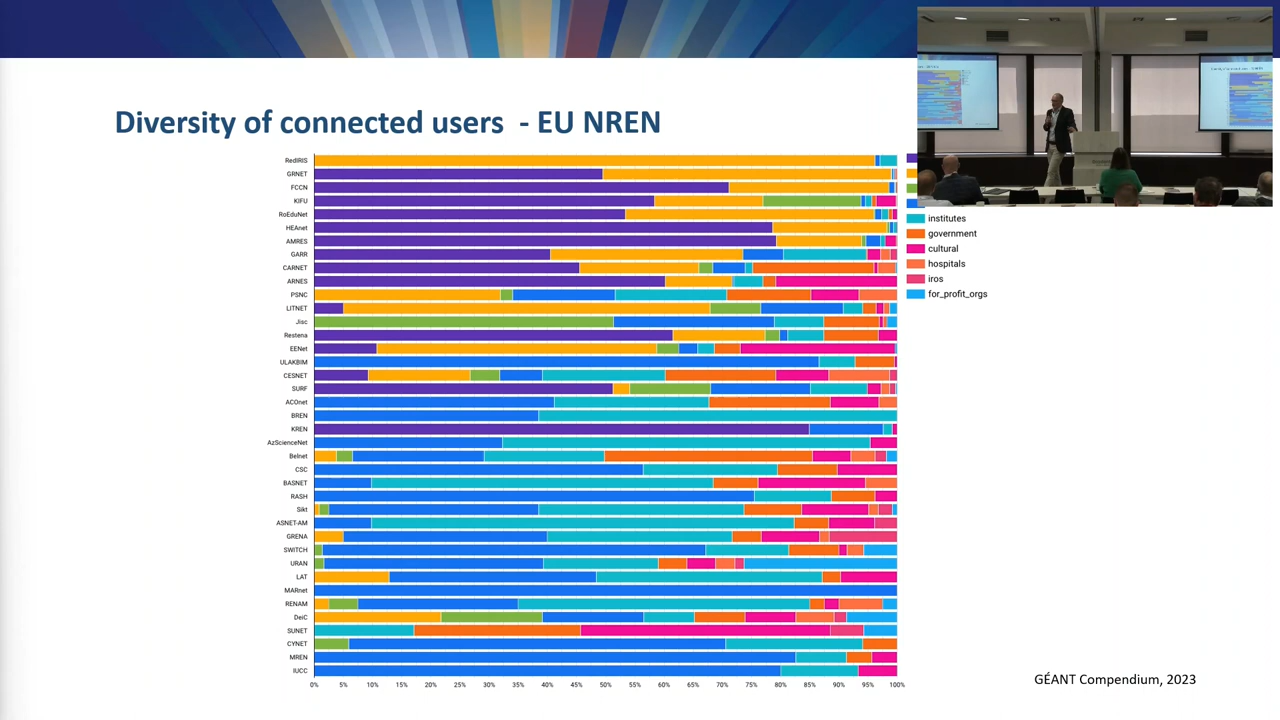 Diversity of connected users - EU NREN
RedIRIS
GRNET
FCCN
KIFU
RoEduNet
HEAnet
AMRES
GARR
CARNET
ARNES
PSNC
LITNET
Jisc
Restena
EENet
ULAKBIM
CESNET
SURF
ACOnet
BREN
KREN
AzScienceNet
Belnet
CSC
BASNET
RASH
Sikt
ASNET-AM
GRENA
SWITCH
URAN
LAT
MARnet
RENAM
DeiC
SUNET
CYNET
MREN
IUCC
0% 5% 10% 15% 20% 25% 30% 35% 40% 45% 50% 55% 60% 65% 70% 75% 80% 85% 90% 95% 100%
institutes
government
cultural
hospitals
iros
for_profit_orgs
GÉANT Compendium, 2023